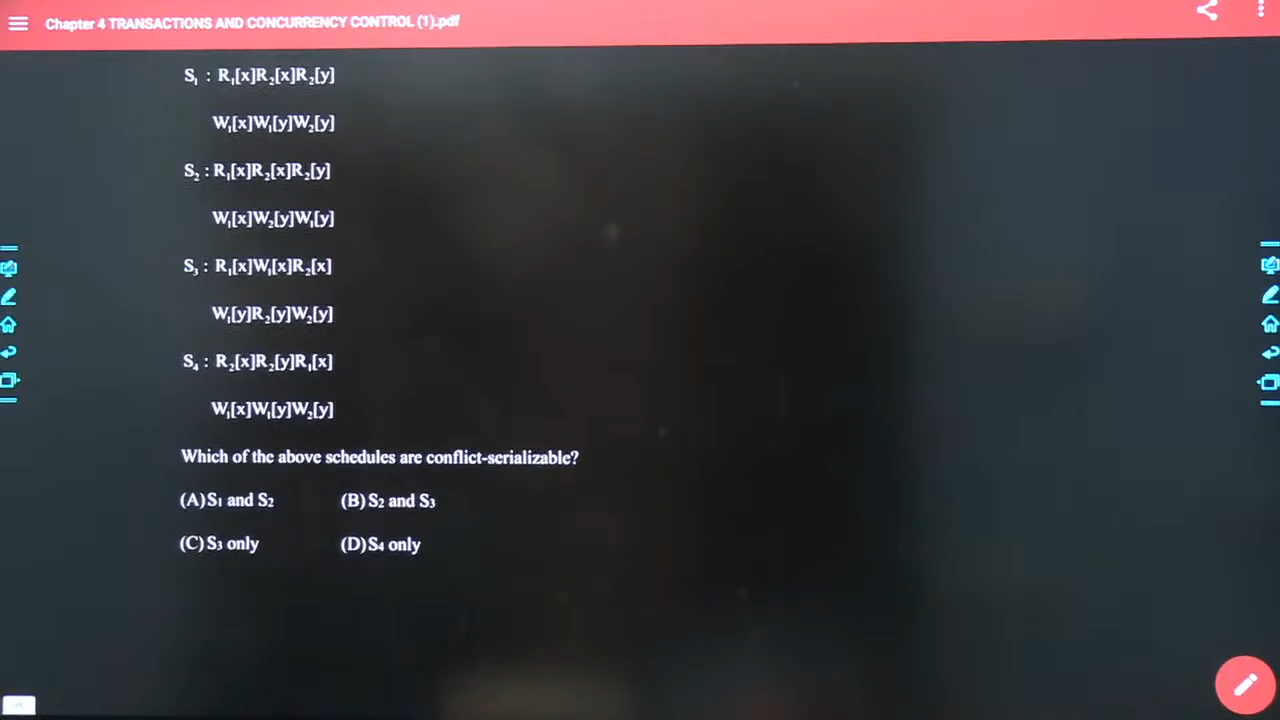 Chapter 4 TRANSACTIONS AND CONCURRENCY CONTROL (1).pdf
S₁ : R₁[x]R₂[x]R₂[y]
W₁[x]W₁[y]W₂[y]
S₂ : R₁[x]R₂[x]R₂[y]
W₁[x]W₂[y]W₁[y]
S₃ : R₁[x]W₁[x]R₂[x]
W₁[y]R₂[y]W₂[y]
S₄ : R₂[x]R₂[y]R₁[x]
W₁[x]W₁[y]W₂[y]
Which of the above schedules are conflict-serializable?
(A) S₁ and S₂ (B) S₂ and S₃
(C) S₃ only (D) S₄ only